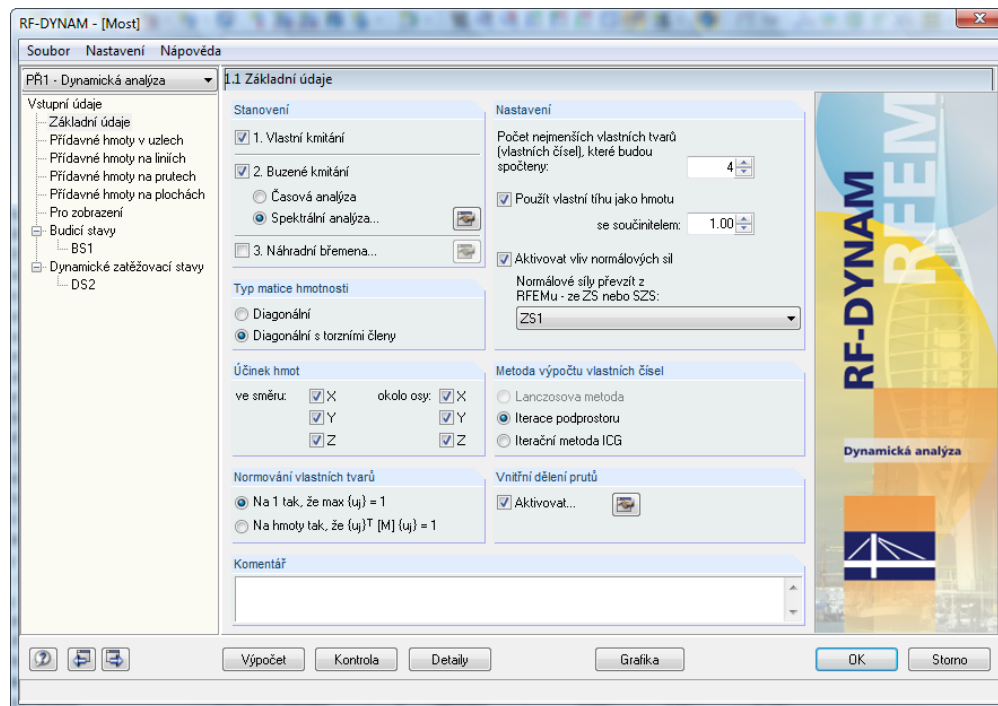 RF-DYNAM - [Most]
Soubor Nastavení Nápověda
PŘ1 - Dynamická analýza
1.1 Základní údaje
Vstupní údaje
Základní údaje
Přídavné hmoty v uzlech
Přídavné hmoty na liniích
Přídavné hmoty na prutech
Přídavné hmoty na plochách
Pro zobrazení
Budicí stavy
BS1
Dynamické zatěžovací stavy
DS2
Stanovení
1. Vlastní kmitání
2. Buzené kmitání
Časová analýza
Spektrální analýza...
3. Náhradní břemena...
Typ matice hmotnosti
Diagonální
Diagonální s torzními členy
Účinek hmot
ve směru: X okolo osy: X
Y Y
Z Z
Normování vlastních tvarů
Na 1 tak, že max {uj} = 1
Na hmoty tak, že {uj}T [M] {uj} = 1
Nastavení
Počet nejmenších vlastních tvarů
(vlastních čísel), které budou
spočteny: 4
Použít vlastní tíhu jako hmotu
se součinitelem: 1.00
Aktivovat vliv normálových sil
Normálové síly převzít z
RFEMu - ze ZS nebo SZS:
ZS1
Metoda výpočtu vlastních čísel
Lanczosova metoda
Iterace podprostoru
Iterační metoda ICG
Vnitřní dělení prutů
Aktivovat...
Komentář
RFEM
RF-DYNAM
Dynamická analýza
Výpočet Kontrola Detaily Grafika OK Storno